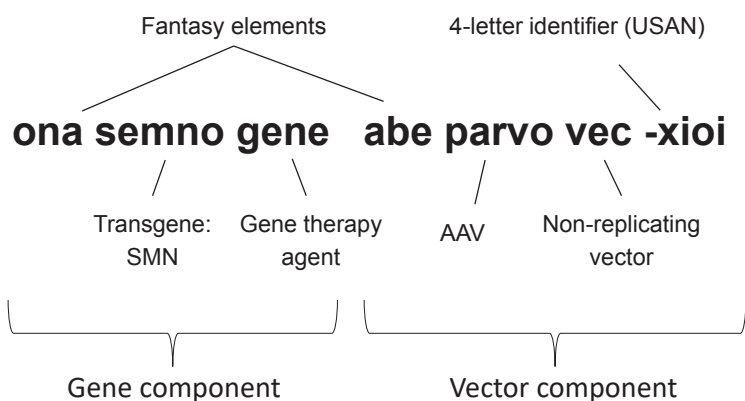 Fantasy elements 4-letter identifier (USAN)
ona semno gene abe parvo vec -xioi
Transgene: Gene therapy AAV Non-replicating
SMN agent vector
Gene component Vector component